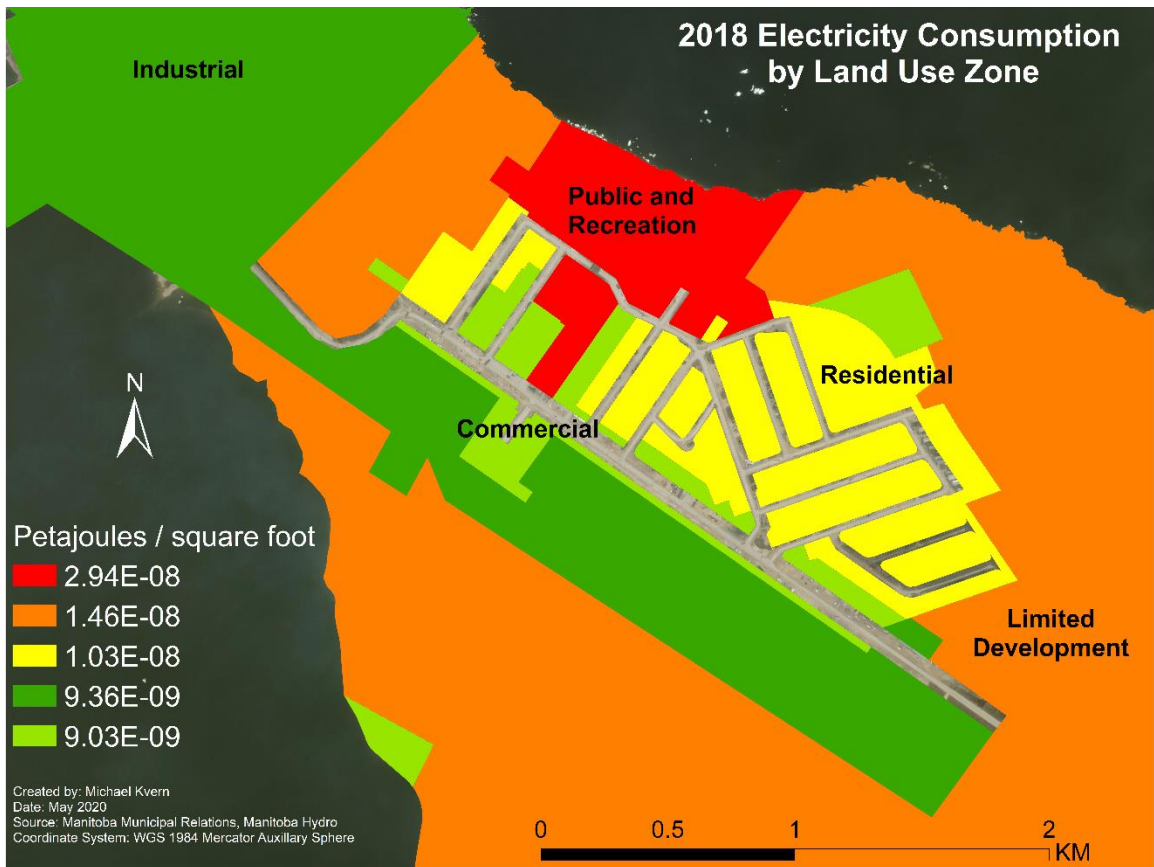 2018 Electricity Consumption
by Land Use Zone
Industrial
Public and
Recreation
Residential
Commercial
Limited
Development
N
Petajoules / square foot
2.94E-08
1.46E-08
1.03E-08
9.36E-09
9.03E-09
Created by: Michael Kvern
Date: May 2020
Source: Manitoba Municipal Relations, Manitoba Hydro
Coordinate System: WGS 1984 Mercator Auxillary Sphere
0 0.5 1 2
KM